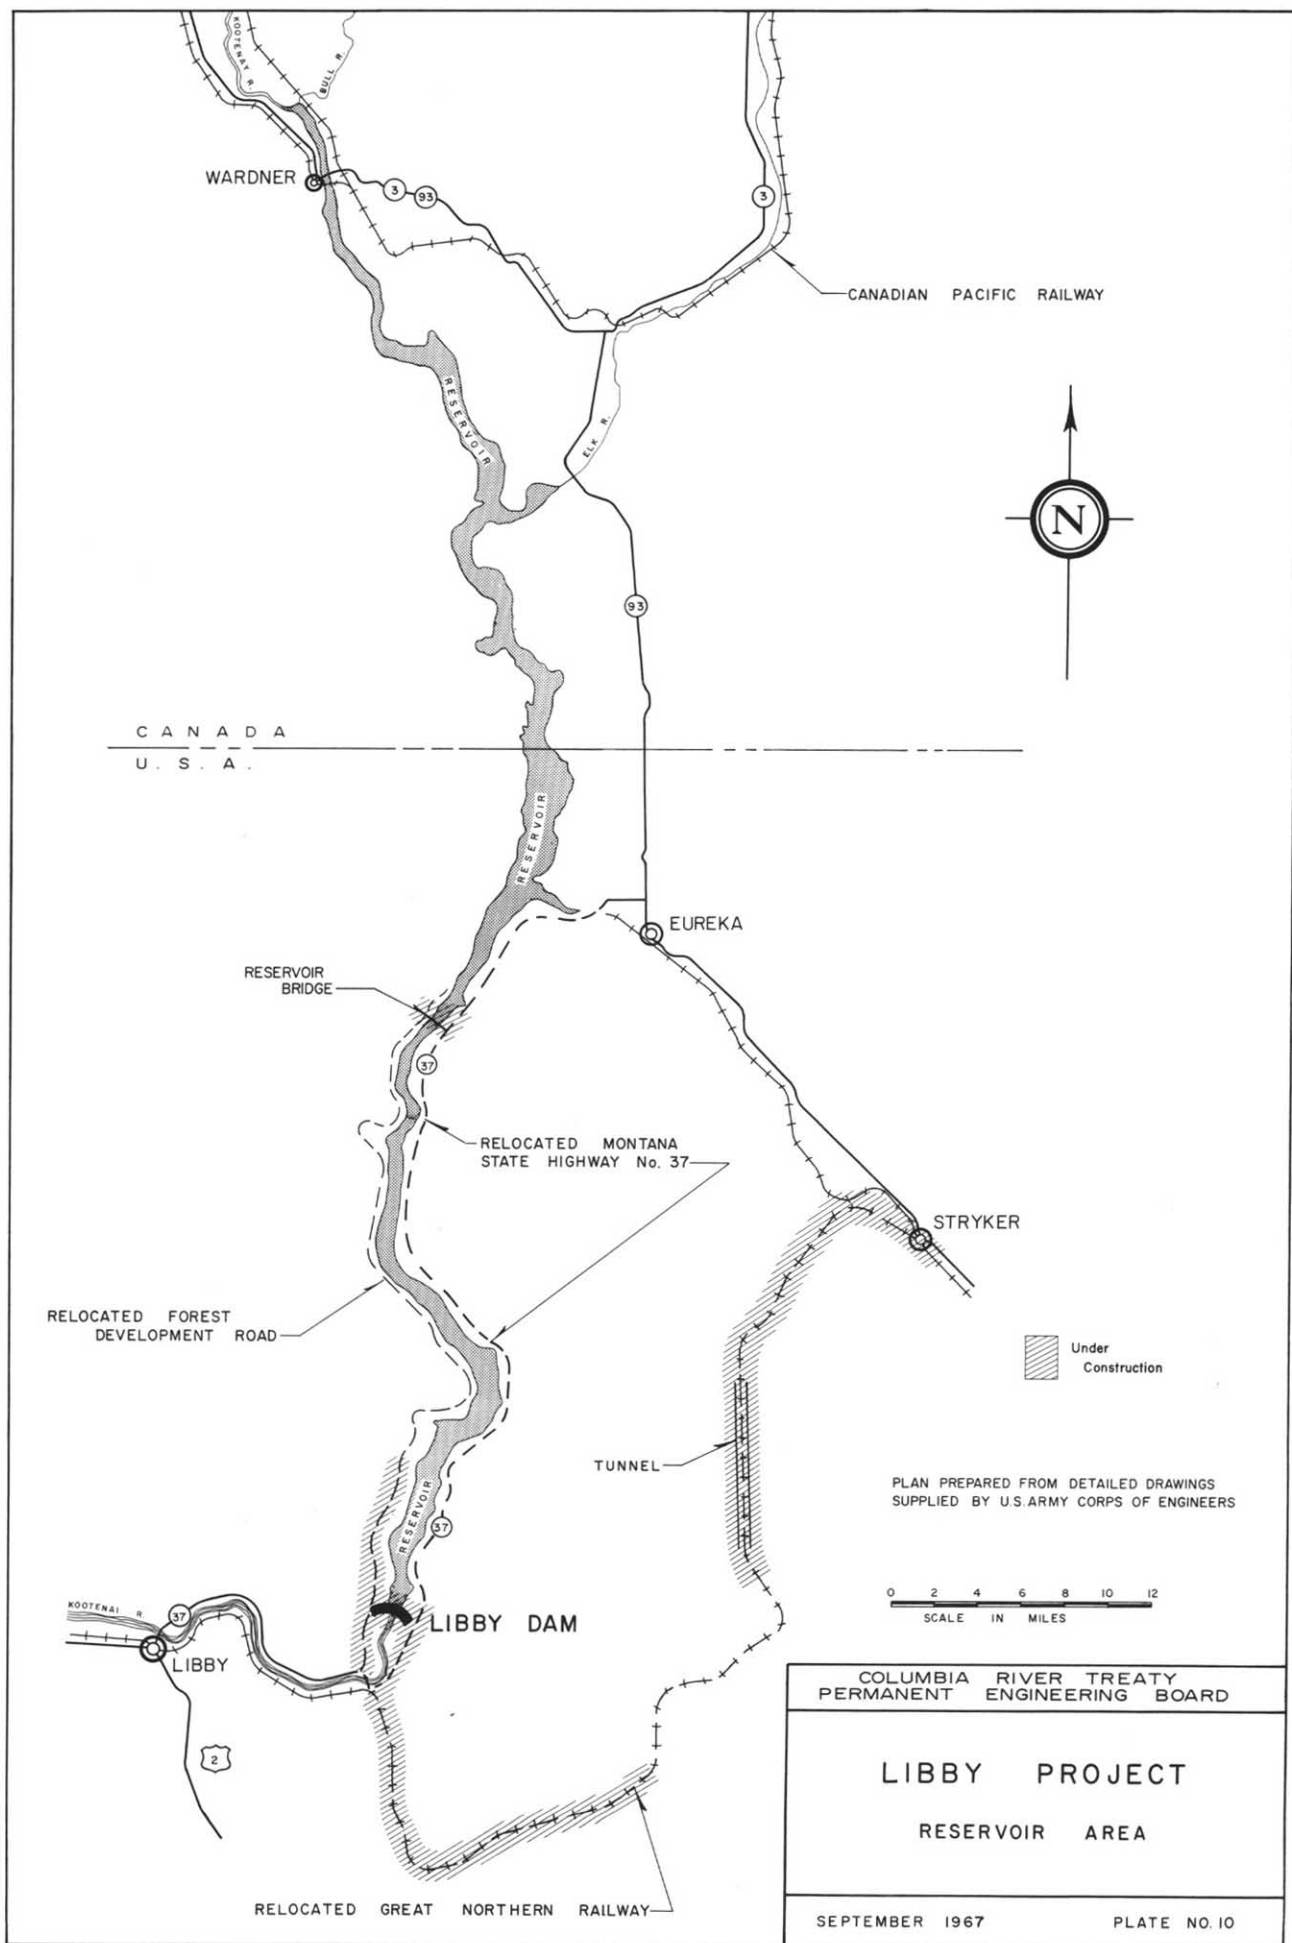 KOOTENAY R.
BULL R.
WARDNER
3
93
3
CANADIAN PACIFIC RAILWAY
RESERVOIR
ELK R.
N
93
CANADA
U.S.A.
RESERVOIR
EUREKA
RESERVOIR
BRIDGE
37
RELOCATED MONTANA
STATE HIGHWAY No. 37
STRYKER
RELOCATED FOREST
DEVELOPMENT ROAD
Under
Construction
TUNNEL
PLAN PREPARED FROM DETAILED DRAWINGS
SUPPLIED BY U.S. ARMY CORPS OF ENGINEERS
RESERVOIR
37
0 2 4 6 8 10 12
SCALE IN MILES
KOOTENAI R.
37
LIBBY DAM
LIBBY
2
COLUMBIA RIVER TREATY
PERMANENT ENGINEERING BOARD
LIBBY PROJECT
RESERVOIR AREA
RELOCATED GREAT NORTHERN RAILWAY
SEPTEMBER 1967
PLATE NO. 10